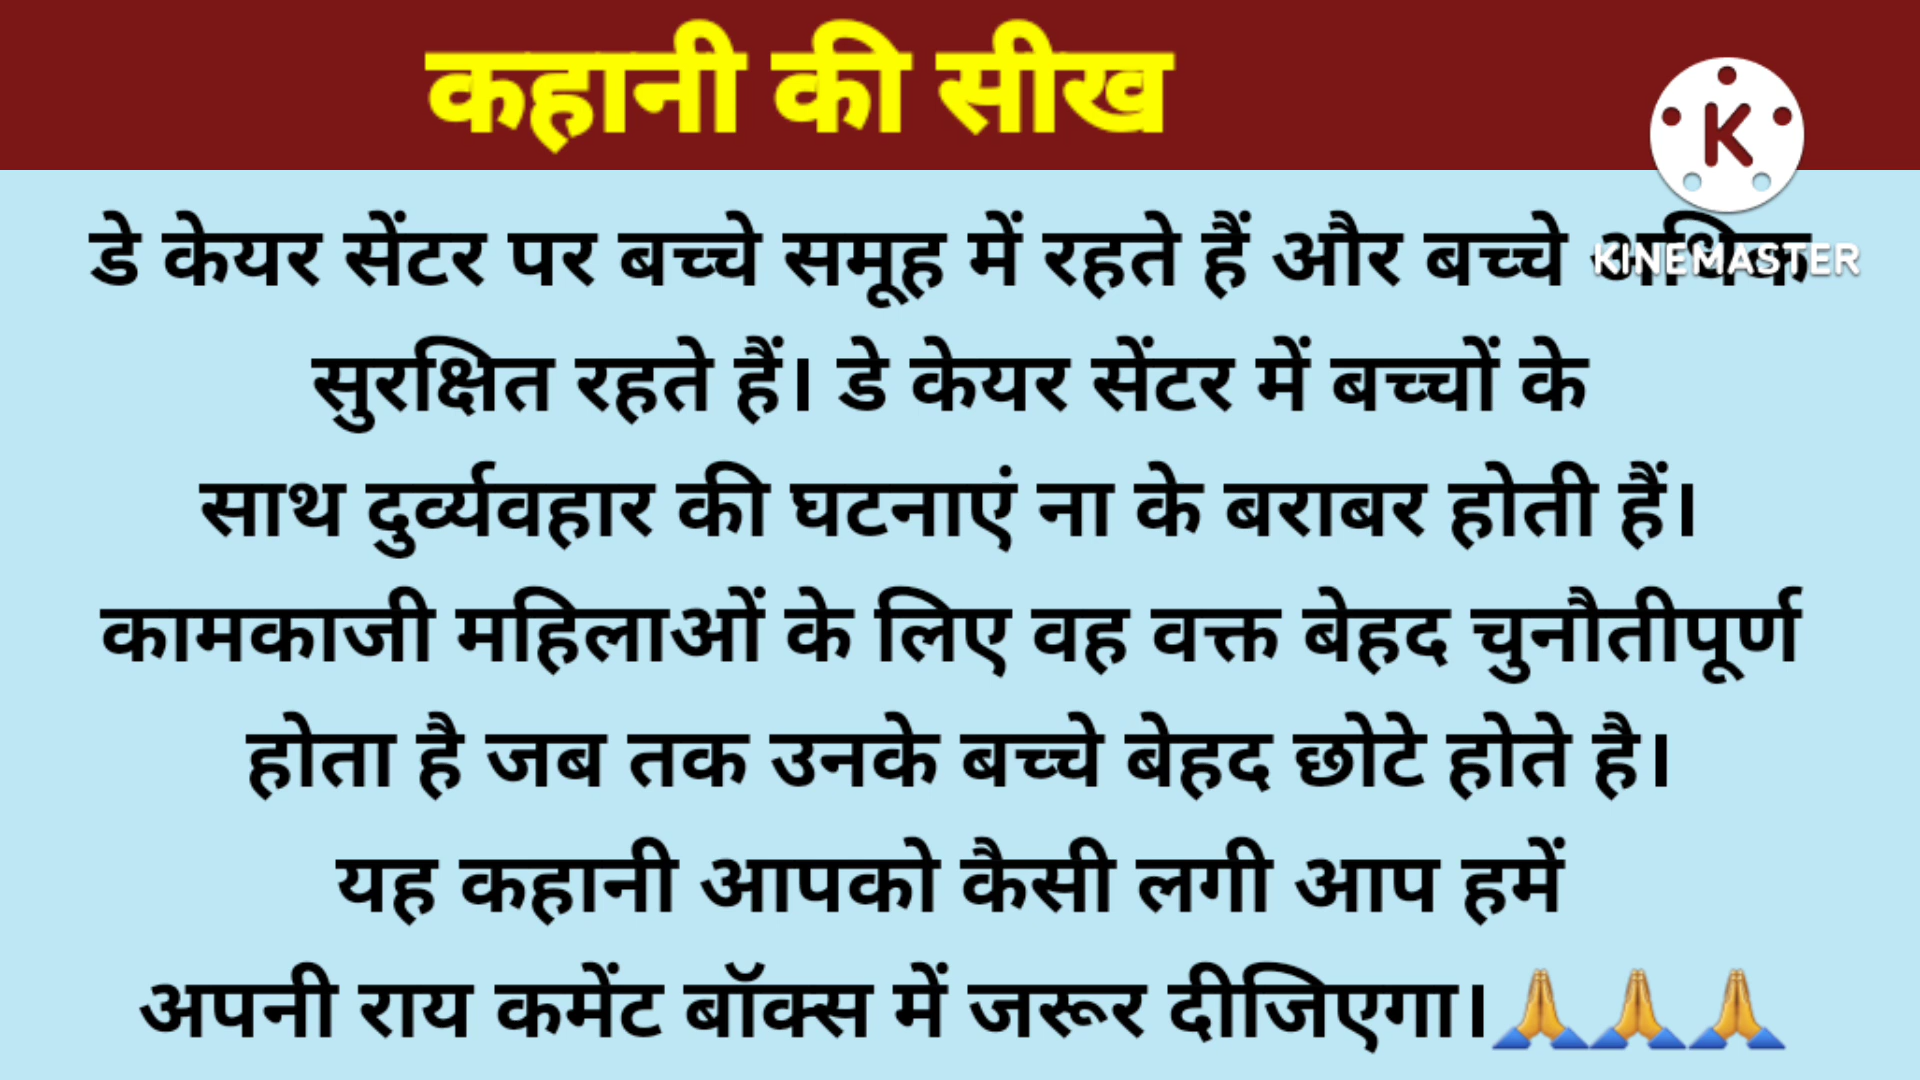 कहानी की सीख
K
डे केयर सेंटर पर बच्चे समूह में रहते हैं और बच्चे अधिक
KINEMASTER
सुरक्षित रहते हैं। डे केयर सेंटर में बच्चों के
साथ दुर्व्यवहार की घटनाएं ना के बराबर होती हैं।
कामकाजी महिलाओं के लिए वह वक्त बेहद चुनौतीपूर्ण
होता है जब तक उनके बच्चे बेहद छोटे होते है।
यह कहानी आपको कैसी लगी आप हमें
अपनी राय कमेंट बॉक्स में जरूर दीजिएगा।🙏🙏🙏